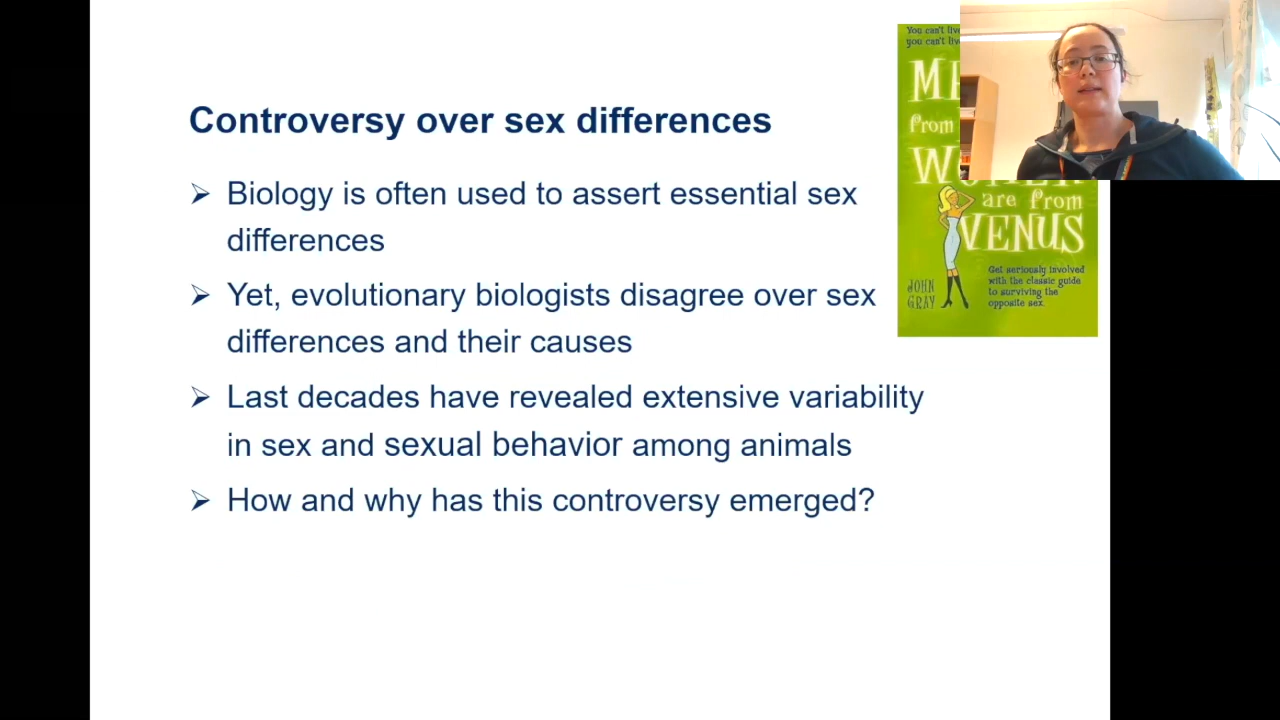 Controversy over sex differences
➢ Biology is often used to assert essential sex
differences
➢ Yet, evolutionary biologists disagree over sex
differences and their causes
➢ Last decades have revealed extensive variability
in sex and sexual behavior among animals
➢ How and why has this controversy emerged?
You can't
you can't
from
are from
VENUS
Get seriously involved
with the classic guide
to surviving the
opposite sex.
JOHN
GRAY